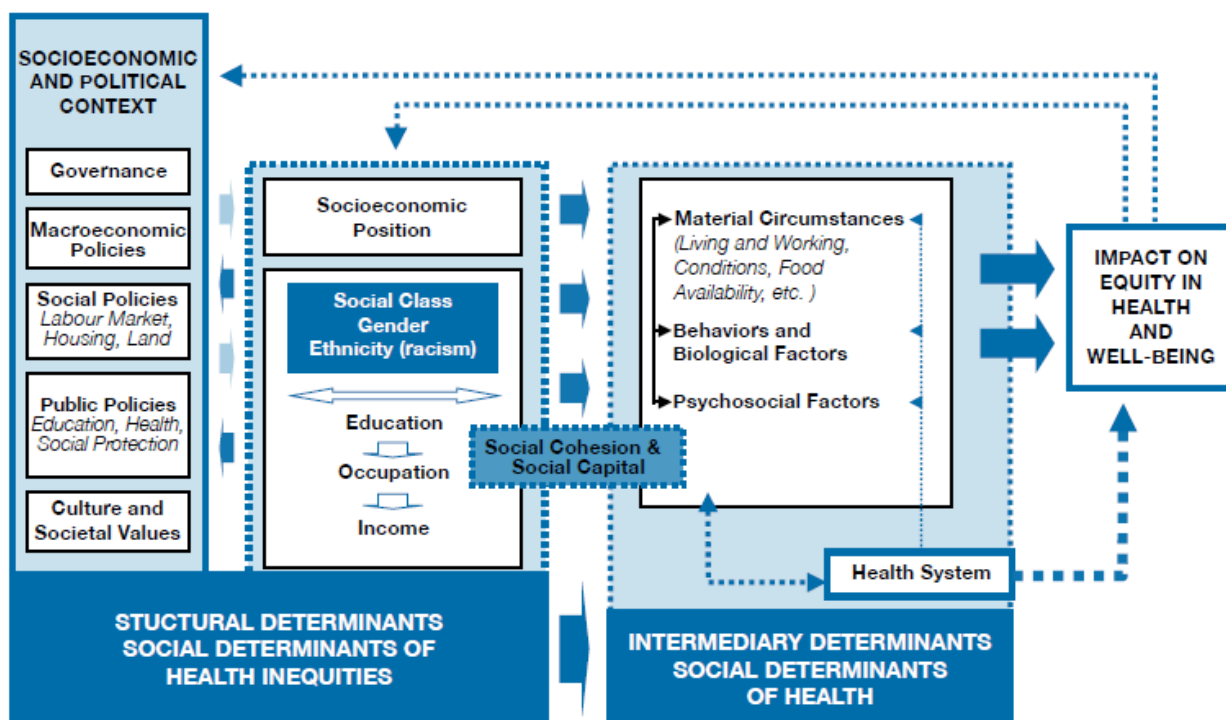 SOCIOECONOMIC
AND POLITICAL
CONTEXT
Governance
Macroeconomic
Policies
Social Policies
Labour Market,
Housing, Land
Public Policies
Education, Health,
Social Protection
Culture and
Societal Values
Socioeconomic
Position
Social Class
Gender
Ethnicity (racism)
Education
Occupation
Income
Social Cohesion &
Social Capital
Material Circumstances
(Living and Working,
Conditions, Food
Availability, etc. )
Behaviors and
Biological Factors
Psychosocial Factors
Health System
IMPACT ON
EQUITY IN
HEALTH
AND
WELL-BEING
STUCTURAL DETERMINANTS
SOCIAL DETERMINANTS OF
HEALTH INEQUITIES
INTERMEDIARY DETERMINANTS
SOCIAL DETERMINANTS
OF HEALTH